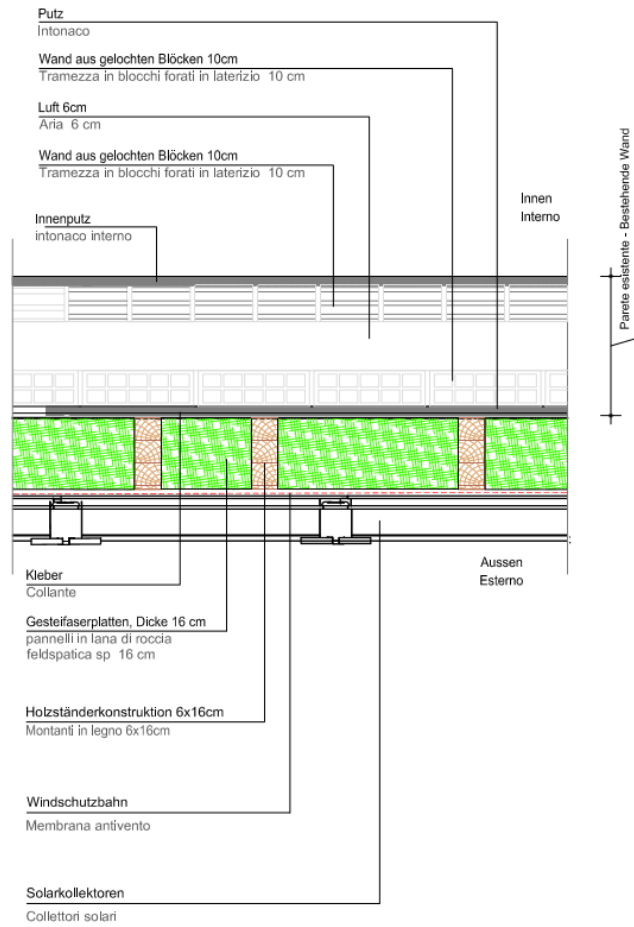 Putz
Intonaco
Wand aus gelochten Blöcken 10cm
Tramezza in blocchi forati in laterizio 10 cm
Luft 6cm
Aria 6 cm
Wand aus gelochten Blöcken 10cm
Tramezza in blocchi forati in laterizio 10 cm
Innenputz
intonaco interno
Innen
Interno
Parete esistente - Bestehende Wand
Aussen
Esterno
Kleber
Collante
Gesteifaserplatten, Dicke 16 cm
pannelli in lana di roccia
feldspatica sp 16 cm
Holzständerkonstruktion 6x16cm
Montanti in legno 6x16cm
Windschutzbahn
Membrana antivento
Solarkollektoren
Collettori solari